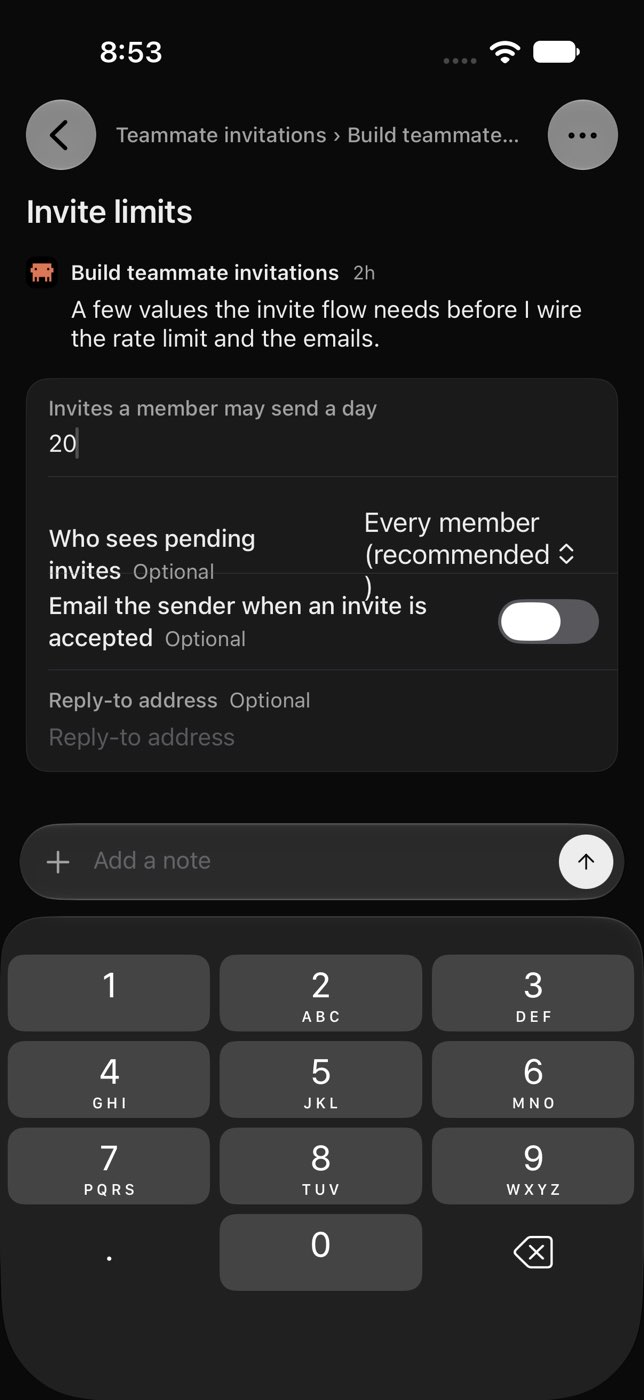 8:53
Teammate invitations › Build teammate...
Invite limits
Build teammate invitations 2h
A few values the invite flow needs before I wire
the rate limit and the emails.
Invites a member may send a day
20
Who sees pending
invites Optional
Every member
(recommended
)
Email the sender when an invite is
accepted Optional
Reply-to address Optional
Reply-to address
Add a note
1
2
ABC
3
DEF
4
GHI
5
JKL
6
MNO
7
PQRS
8
TUV
9
WXYZ
.
0